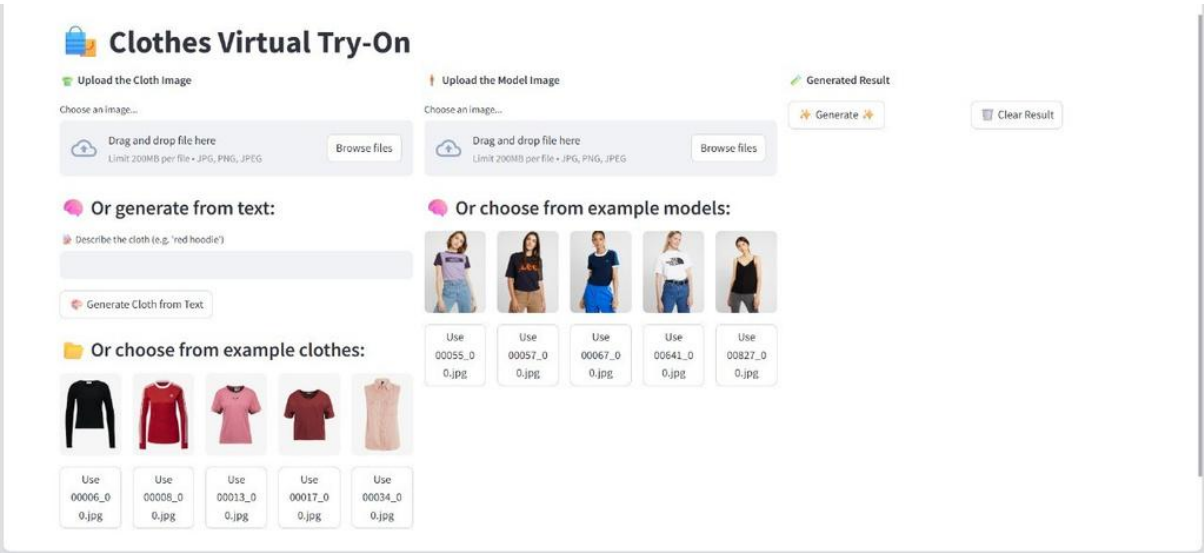 Clothes Virtual Try-On
Upload the Cloth Image
Choose an image...
Drag and drop file here
Limit 200MB per file • JPG, PNG, JPEG
Browse files
Or generate from text:
Describe the cloth (e.g. 'red hoodie')
Generate Cloth from Text
Or choose from example clothes:
Use
00006_0
0.jpg
Use
00008_0
0.jpg
Use
00013_0
0.jpg
Use
00017_0
0.jpg
Use
00034_0
0.jpg
Upload the Model Image
Choose an image...
Drag and drop file here
Limit 200MB per file • JPG, PNG, JPEG
Browse files
Or choose from example models:
Use
00055_0
0.jpg
Use
00057_0
0.jpg
Use
00067_0
0.jpg
Use
00641_0
0.jpg
Use
00827_0
0.jpg
Generated Result
Generate
Clear Result